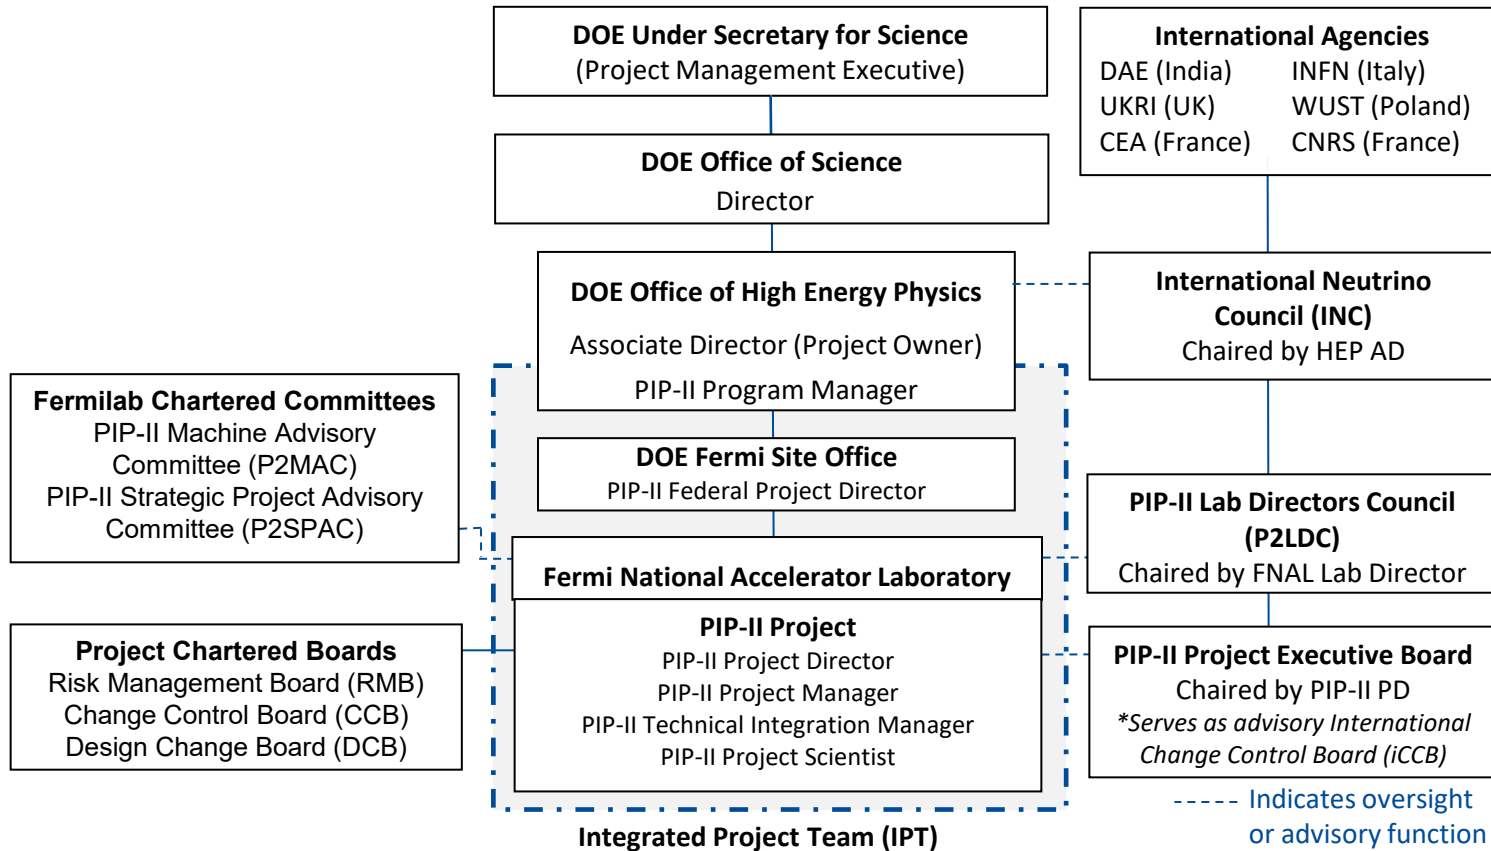 DOE Under Secretary for Science
(Project Management Executive)
International Agencies
DAE (India) INFN (Italy)
UKRI (UK) WUST (Poland)
CEA (France) CNRS (France)
DOE Office of Science
Director
DOE Office of High Energy Physics
Associate Director (Project Owner)
PIP-II Program Manager
International Neutrino
Council (INC)
Chaired by HEP AD
Fermilab Chartered Committees
PIP-II Machine Advisory
Committee (P2MAC)
PIP-II Strategic Project Advisory
Committee (P2SPAC)
DOE Fermi Site Office
PIP-II Federal Project Director
PIP-II Lab Directors Council
(P2LDC)
Chaired by FNAL Lab Director
Fermi National Accelerator Laboratory
PIP-II Project
PIP-II Project Director
PIP-II Project Manager
PIP-II Technical Integration Manager
PIP-II Project Scientist
Project Chartered Boards
Risk Management Board (RMB)
Change Control Board (CCB)
Design Change Board (DCB)
PIP-II Project Executive Board
Chaired by PIP-II PD
*Serves as advisory International
Change Control Board (iCCB)
Integrated Project Team (IPT)
Indicates oversight
or advisory function